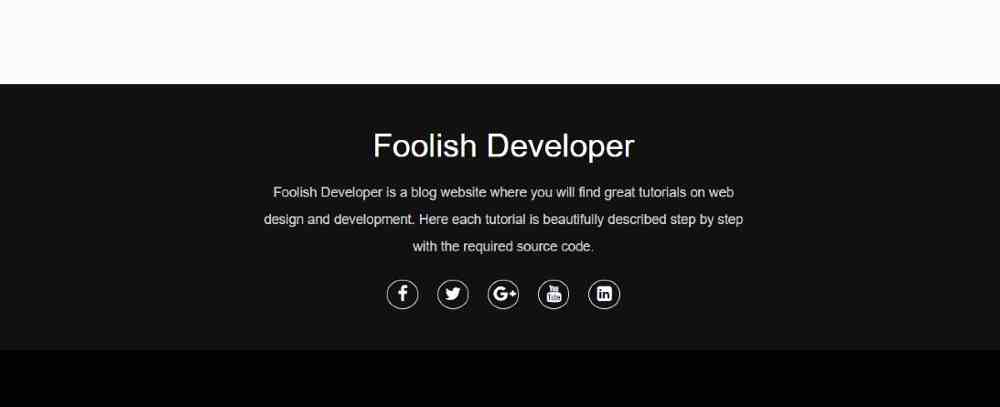 Foolish Developer
Foolish Developer is a blog website where you will find great tutorials on web
design and development. Here each tutorial is beautifully described step by step
with the required source code.
f G+ You Tube in